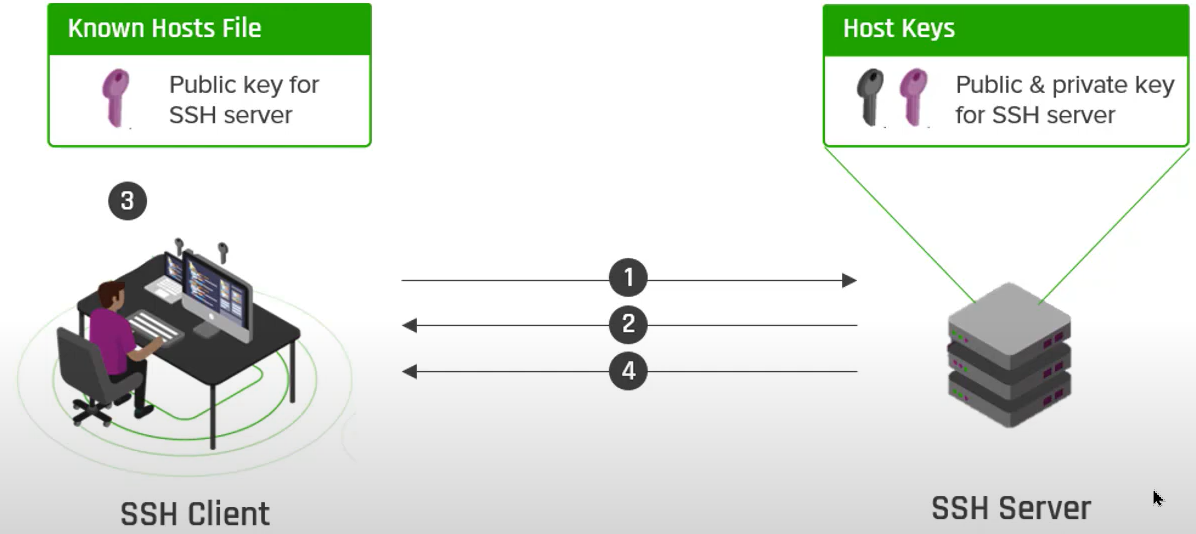 Known Hosts File
Public key for
SSH server
Host Keys
Public & private key
for SSH server
3
1
2
4
SSH Client
SSH Server